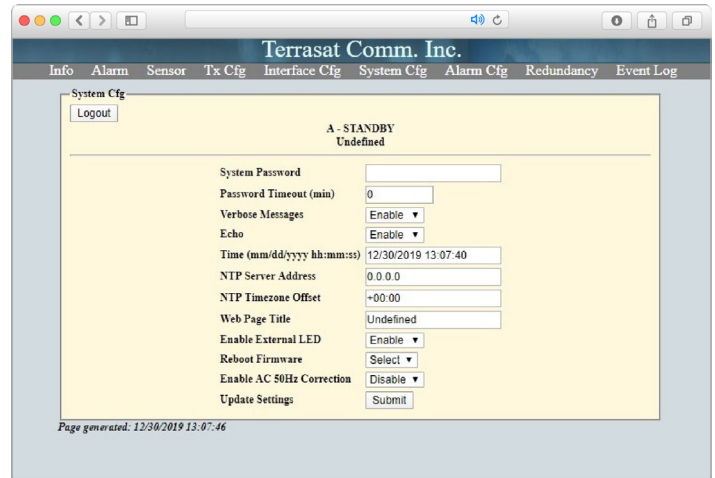 Terrasat Comm. Inc.
Info Alarm Sensor Tx Cfg Interface Cfg System Cfg Alarm Cfg Redundancy Event Log
System Cfg
Logout
A - STANDBY
Undefined
System Password
Password Timeout (min) 0
Verbose Messages Enable
Echo Enable
Time (mm/dd/yyyy hh:mm:ss) 12/30/2019 13:07:40
NTP Server Address 0.0.0.0
NTP Timezone Offset +00:00
Web Page Title Undefined
Enable External LED Enable
Reboot Firmware Select
Enable AC 50Hz Correction Disable
Update Settings Submit
Page generated: 12/30/2019 13:07:46